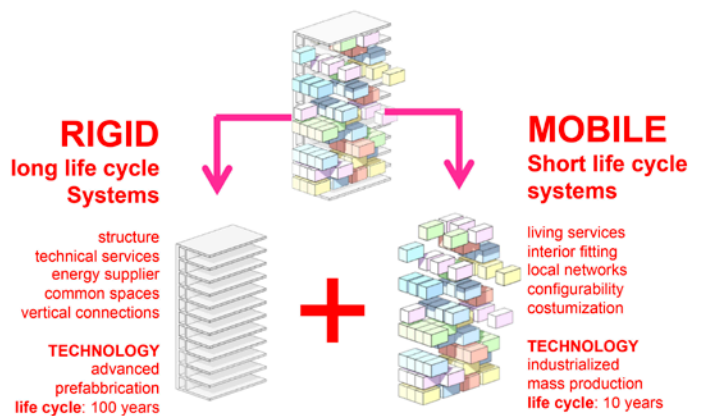 RIGID
long life cycle
Systems
structure
technical services
energy supplier
common spaces
vertical connections
TECHNOLOGY
advanced
prefabbrication
life cycle: 100 years
+
MOBILE
Short life cycle
systems
living services
interior fitting
local networks
configurability
costumization
TECHNOLOGY
industrialized
mass production
life cycle: 10 years